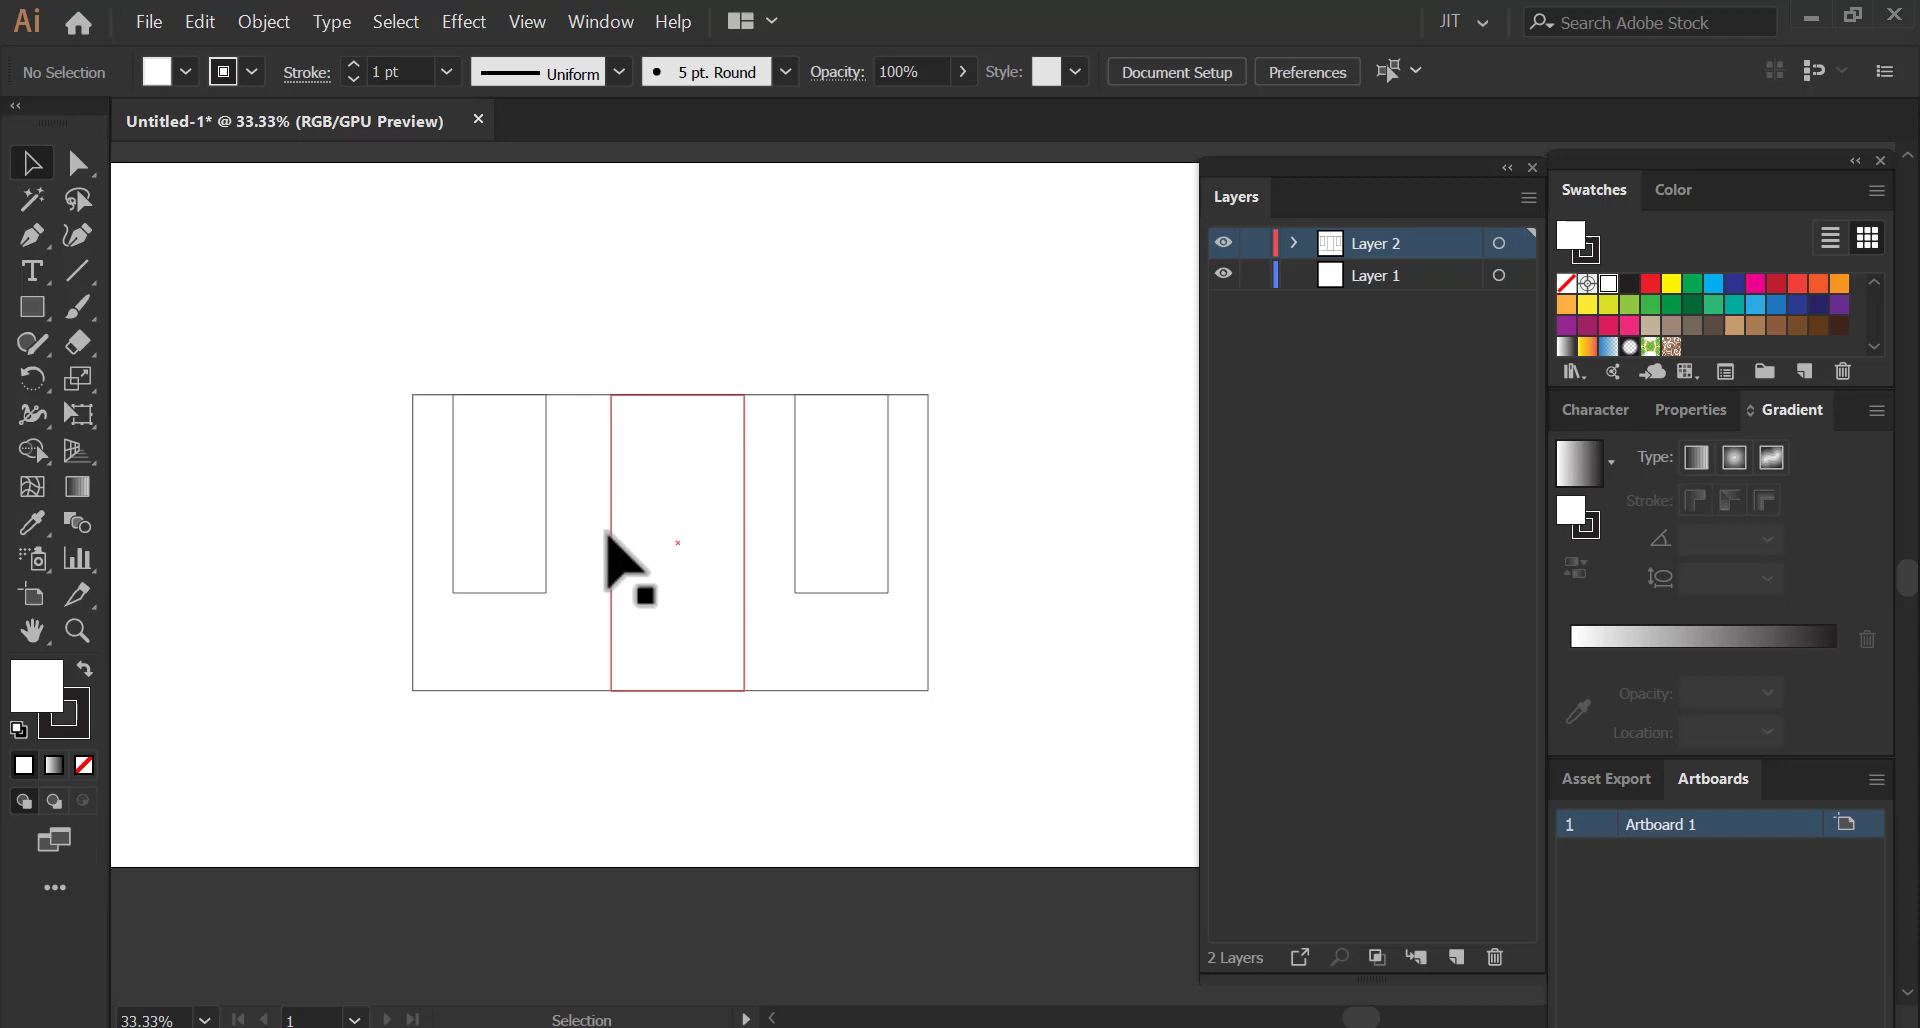 Ai File Edit Object Type Select Effect View Window Help JIT Search Adobe Stock
No Selection Stroke: 1 pt Uniform 5 pt. Round Opacity: 100% Style: Document Setup Preferences
Untitled-1* @ 33.33% (RGB/GPU Preview)
Layers
Layer 2
Layer 1
2 Layers
Swatches Color
Character Properties Gradient
Type:
Stroke:
Opacity:
Location:
Asset Export Artboards
1 Artboard 1
33.33% 1 Selection